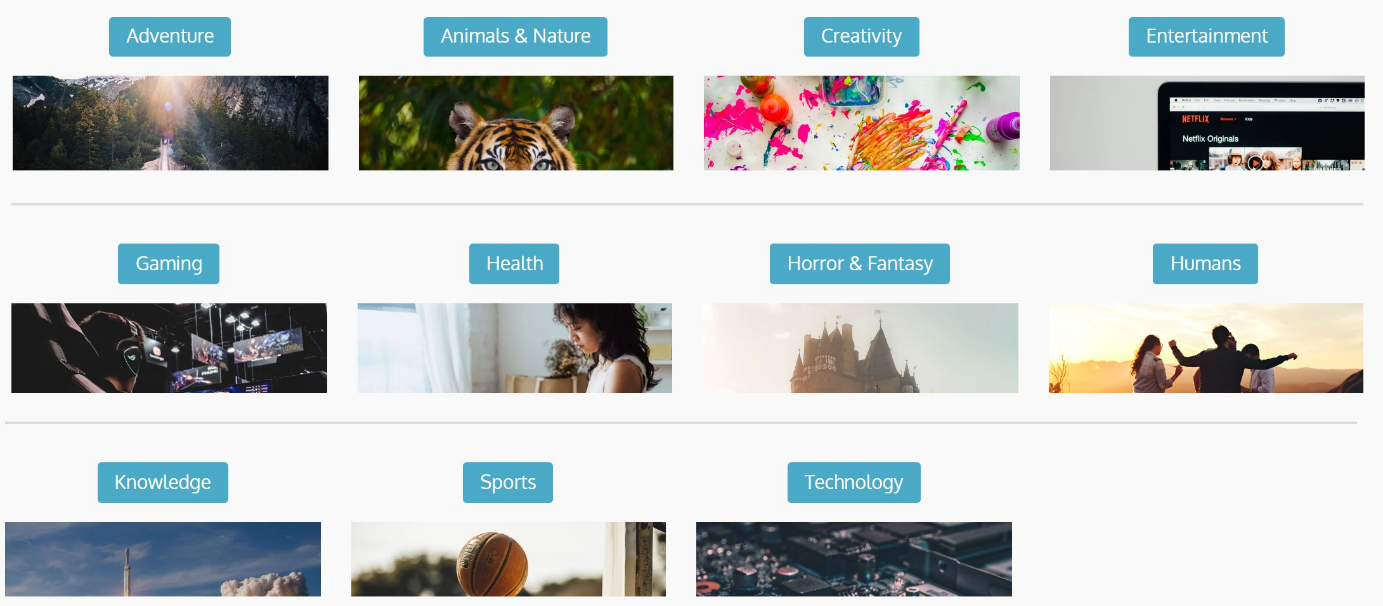 Adventure
Animals & Nature
Creativity
Entertainment
NETFLIX
Netflix Originals
Gaming
Health
Horror & Fantasy
Humans
Knowledge
Sports
Technology